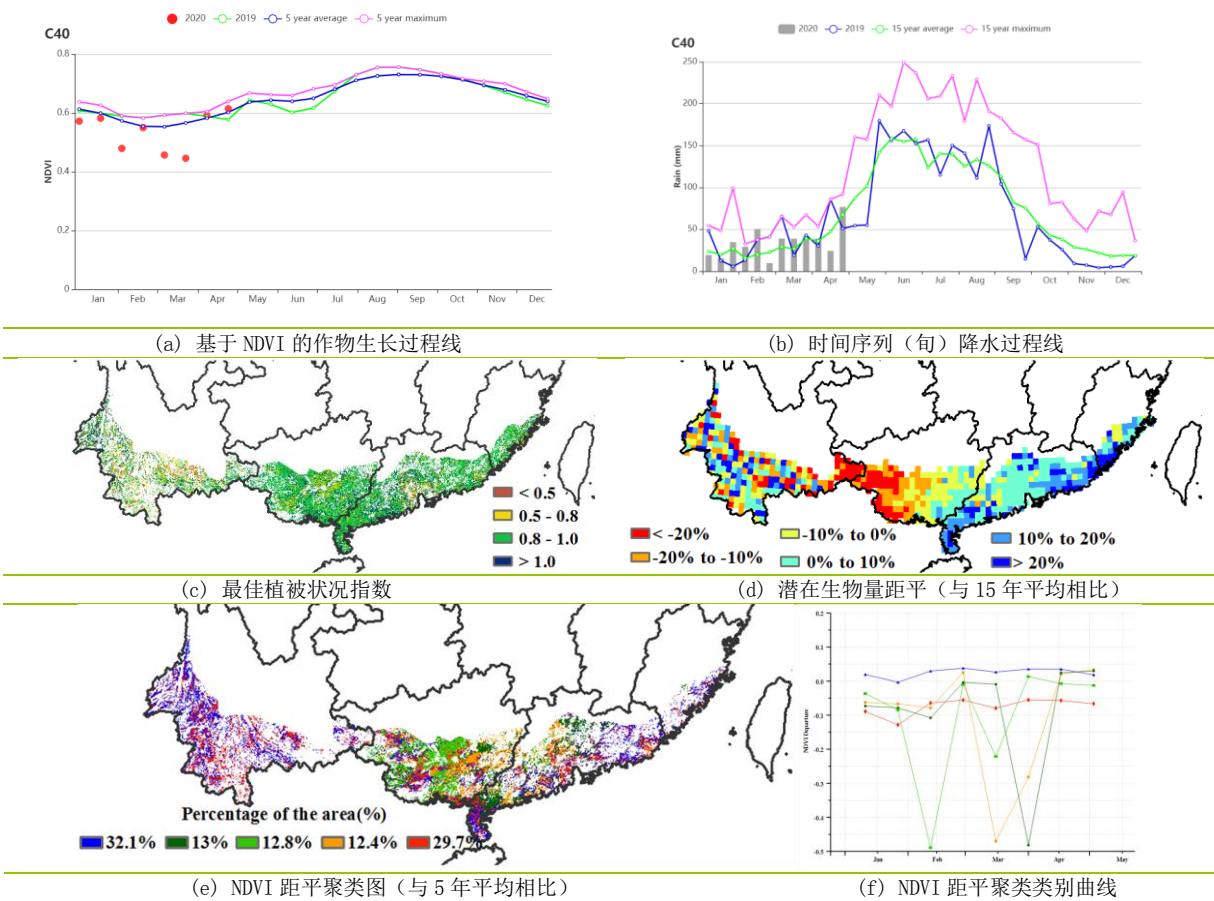 2020 2019 5 year average 5 year maximum
C40
0.8
0.6
0.4
0.2
0
NDVI
Jan Feb Mar Apr May Jun Jul Aug Sep Oct Nov Dec
2020 2019 15 year average 15 year maximum
C40
250
200
150
100
50
0
Rain (mm)
Jan Feb Mar Apr May Jun Jul Aug Sep Oct Nov Dec
(a) 基于 NDVI 的作物生长过程线
(b) 时间序列（旬）降水过程线
< 0.5
0.5 - 0.8
0.8 - 1.0
> 1.0
< -20% -10% to 0% 10% to 20%
-20% to -10% 0% to 10% > 20%
(c) 最佳植被状况指数
(d) 潜在生物量距平（与 15 年平均相比）
Percentage of the area(%)
32.1% 13% 12.8% 12.4% 29.7%
0.2
0.1
0.0
-0.1
-0.2
-0.3
-0.4
-0.5
NDVI Departure
Jan Feb Mar Apr May
(e) NDVI 距平聚类图（与 5 年平均相比）
(f) NDVI 距平聚类类别曲线